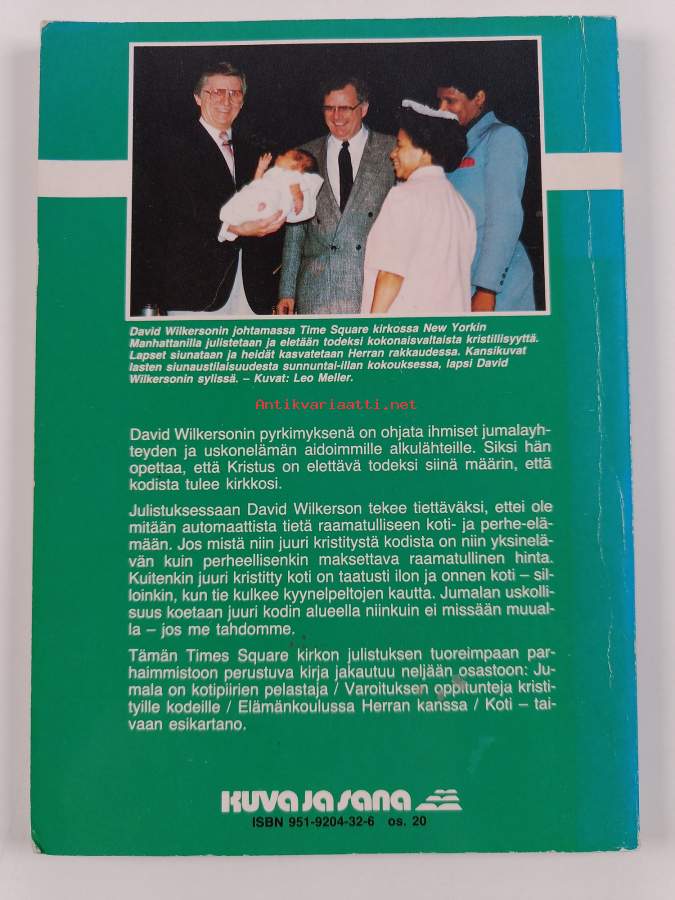 David Wilkersonin johtamassa Time Square kirkossa New Yorkin
Manhattanilla julistetaan ja eletään todeksi kokonaisvaltaista kristillisyyttä.
Lapset siunataan ja heidät kasvatetaan Herran rakkaudessa. Kansikuvat
lasten siunaustilaisuudesta sunnuntai-illan kokouksessa, lapsi David
Wilkersonin sylissä. – Kuvat: Leo Meller.
Antikvariaatti.net
David Wilkersonin pyrkimyksenä on ohjata ihmiset jumalayh-
teyden ja uskonelämän aidoimmille alkulähteille. Siksi hän
opettaa, että Kristus on elettävä todeksi siinä määrin, että
kodista tulee kirkkosi.
Julistuksessaan David Wilkerson tekee tiettäväksi, ettei ole
mitään automaattista tietä raamatulliseen koti- ja perhe-elä-
mään. Jos mistä niin juuri kristitystä kodista on niin yksinelä-
vän kuin perheellisenkin maksettava raamatullinen hinta.
Kuitenkin juuri kristitty koti on taatusti ilon ja onnen koti – sil-
loinkin, kun tie kulkee kyynelpeltojen kautta. Jumalan uskolli-
suus koetaan juuri kodin alueella niinkuin ei missään muual-
la – jos me tahdomme.
Tämän Times Square kirkon julistuksen tuoreimpaan par-
haimmistoon perustuva kirja jakautuu neljään osastoon: Ju-
mala on kotipiirien pelastaja / Varoituksen oppitunteja kristi-
tyille kodeille / Elämänkoulussa Herran kanssa / Koti – tai-
vaan esikartano.
Kuva ja sana
ISBN 951-9204-32-6 os. 20